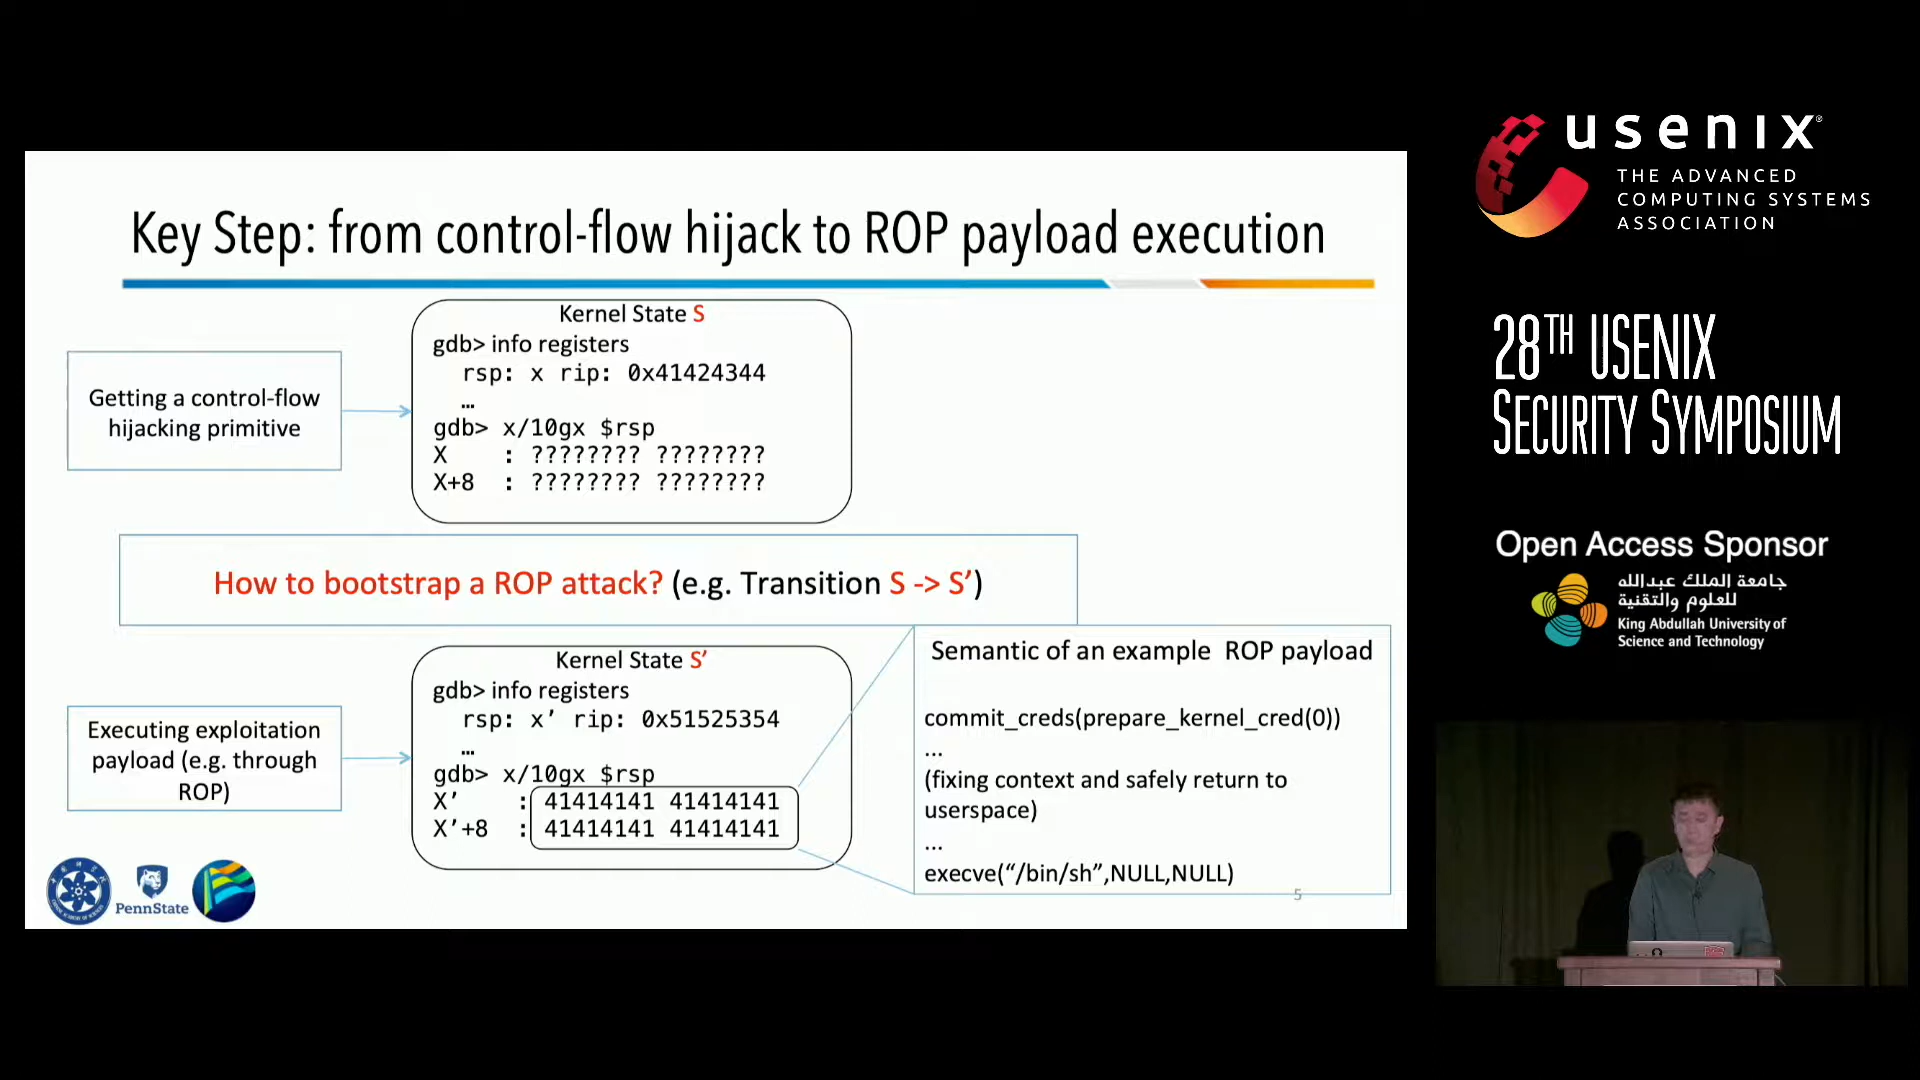 Key Step: from control-flow hijack to ROP payload execution
Getting a control-flow
hijacking primitive
Kernel State S
gdb> info registers
rsp: x rip: 0x41424344
…
gdb> x/10gx $rsp
X : ???????? ????????
X+8 : ???????? ????????
How to bootstrap a ROP attack? (e.g. Transition S -> S’)
Executing exploitation
payload (e.g. through
ROP)
Kernel State S’
gdb> info registers
rsp: x’ rip: 0x51525354
…
gdb> x/10gx $rsp
X’ : 41414141 41414141
X’+8 : 41414141 41414141
Semantic of an example ROP payload
commit_creds(prepare_kernel_cred(0))
...
(fixing context and safely return to
userspace)
...
execve(“/bin/sh”,NULL,NULL)
5
PennState
usenix®
THE ADVANCED
COMPUTING SYSTEMS
ASSOCIATION
28TH USENIX
SECURITY SYMPOSIUM
Open Access Sponsor
جامعة الملك عبدالله
للعلوم والتقنية
King Abdullah University of
Science and Technology